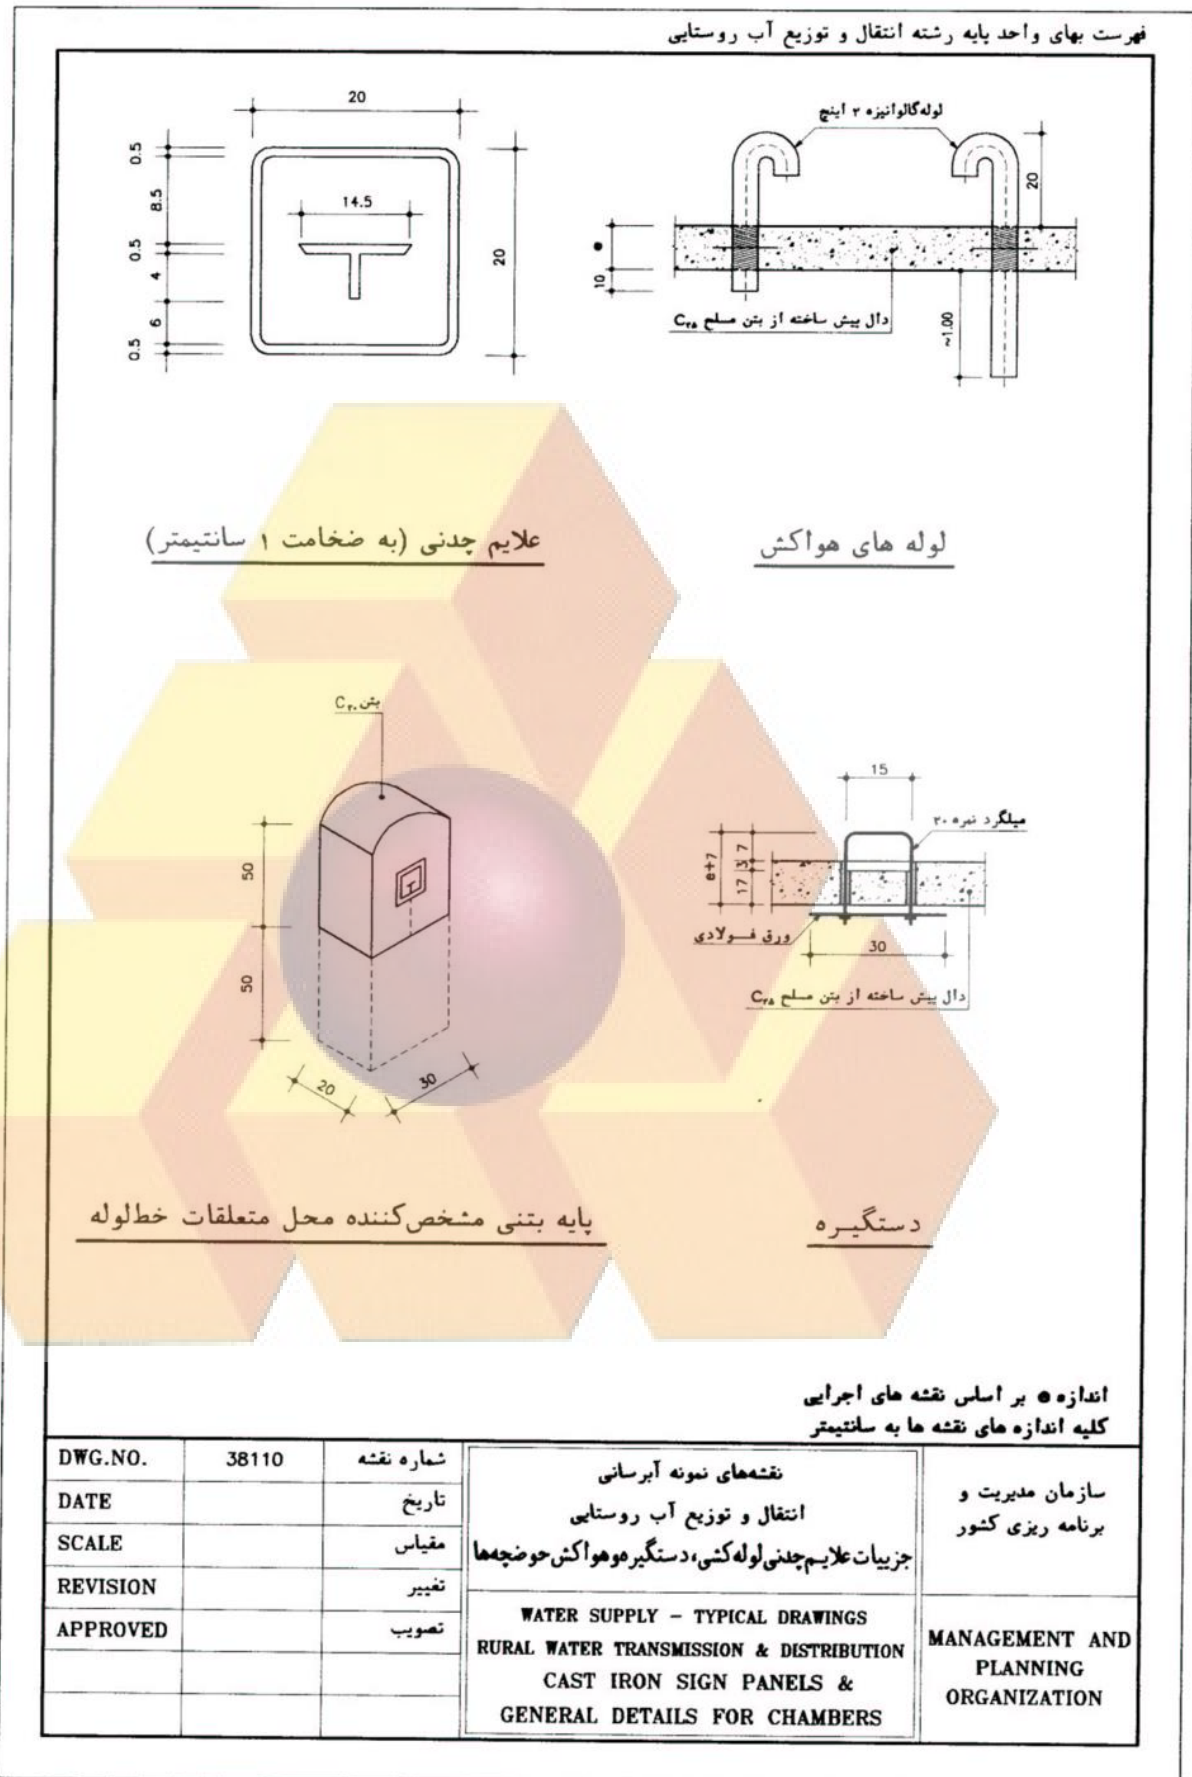 فهرست بهای واحد پایه رشته انتقال و توزیع آب روستایی
20
0.5
8.5
0.5
4
6
0.5
14.5
20
لوله گالوانیزه ۲ اینچ
20
e
10
دال پیش ساخته از بتن مسلح C۲۵
~1.00
علایم چدنی (به ضخامت ۱ سانتیمتر)
لوله های هواکش
بتن C۲۰
50
50
20
30
15
میلگرد نمره ۲۰
e+7
7
3
17
ورق فولادی
30
دال پیش ساخته از بتن مسلح C۲۵
پایه بتنی مشخص‌کننده محل متعلقات خط‌لوله
دستگیره
اندازه e بر اساس نقشه های اجرایی
کلیه اندازه های نقشه ها به سانتیمتر
DWG.NO. 38110 شماره نقشه
DATE تاریخ
SCALE مقیاس
REVISION تغییر
APPROVED تصویب
نقشه‌های نمونه آبرسانی
انتقال و توزیع آب روستایی
جزییات علایم چدنی لوله کشی، دستگیره و هواکش حوضچه‌ها
WATER SUPPLY – TYPICAL DRAWINGS
RURAL WATER TRANSMISSION & DISTRIBUTION
CAST IRON SIGN PANELS &
GENERAL DETAILS FOR CHAMBERS
سازمان مدیریت و
برنامه ریزی کشور
MANAGEMENT AND
PLANNING
ORGANIZATION